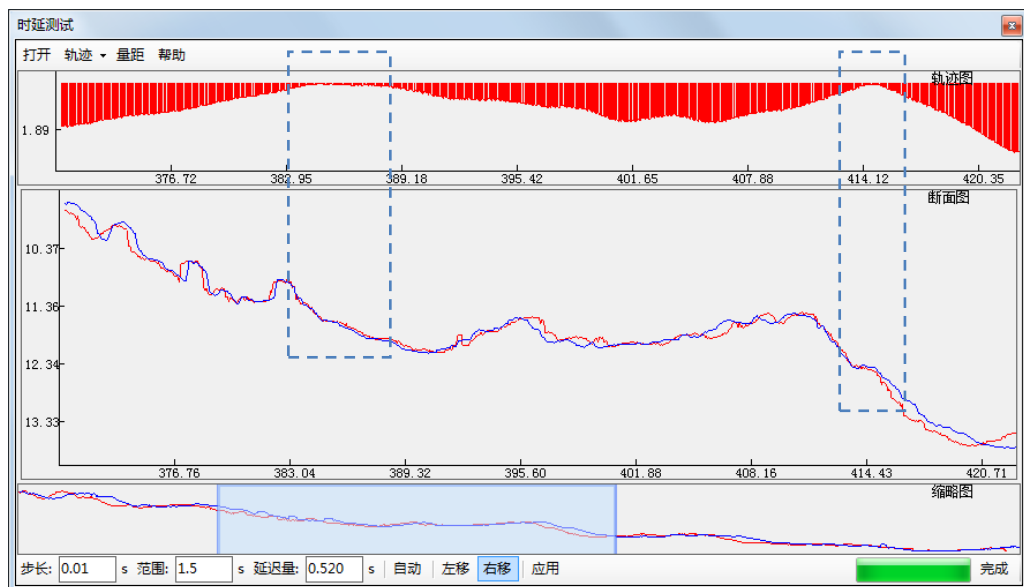 时延测试
打开 轨迹 量距 帮助
轨迹图
1.89
376.72 382.95 389.18 395.42 401.65 407.88 414.12 420.35
断面图
10.37
11.36
12.34
13.33
376.76 383.04 389.32 395.60 401.88 408.16 414.43 420.71
缩略图
步长: 0.01 s 范围: 1.5 s 延迟量: 0.520 s 自动 左移 右移 应用 完成